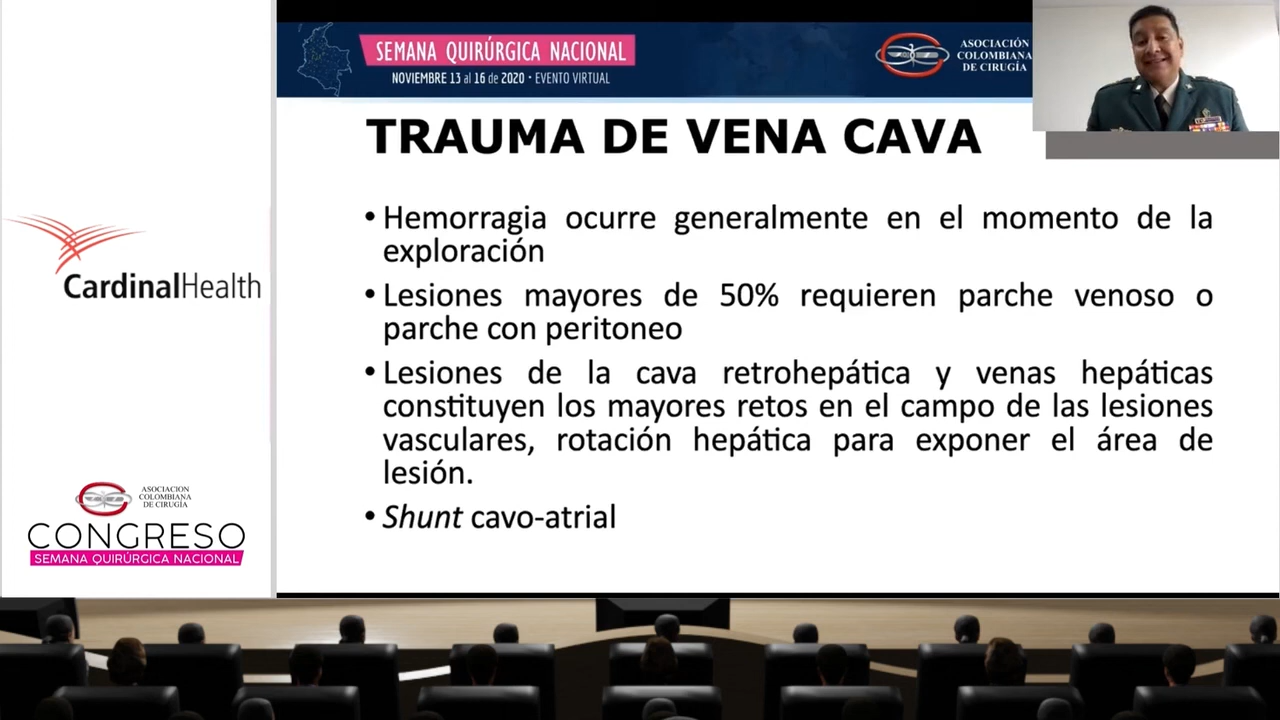 SEMANA QUIRÚRGICA NACIONAL
NOVIEMBRE 13 al 16 de 2020 • EVENTO VIRTUAL
ASOCIACIÓN
COLOMBIANA
DE CIRUGÍA
TRAUMA DE VENA CAVA
• Hemorragia ocurre generalmente en el momento de la
exploración
• Lesiones mayores de 50% requieren parche venoso o
parche con peritoneo
• Lesiones de la cava retrohepática y venas hepáticas
constituyen los mayores retos en el campo de las lesiones
vasculares, rotación hepática para exponer el área de
lesión.
• Shunt cavo-atrial
CardinalHealth
ASOCIACION
COLOMBIANA
DE CIRUGÍA
CONGRESO
SEMANA QUIRÚRGICA NACIONAL